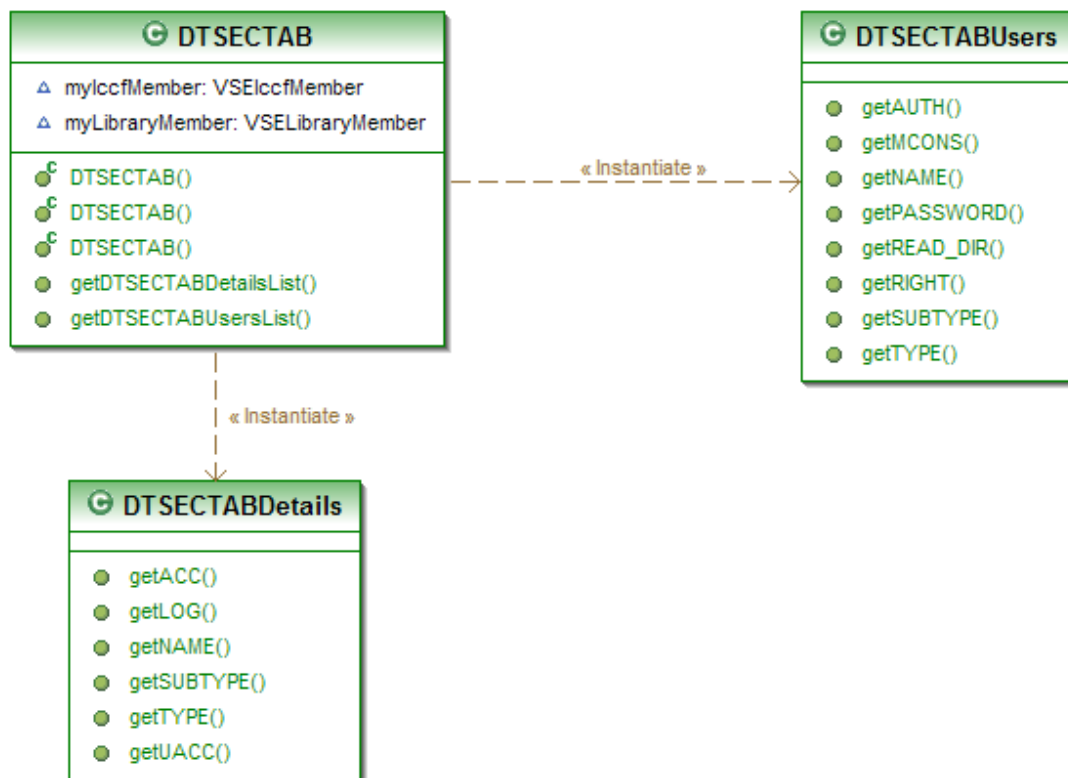 DTSECTAB
myIccfMember: VSEIccfMember
myLibraryMember: VSELibraryMember
DTSECTAB()
DTSECTAB()
DTSECTAB()
getDTSECTABDetailsList()
getDTSECTABUsersList()
« Instantiate »
DTSECTABUsers
getAUTH()
getMCONS()
getNAME()
getPASSWORD()
getREAD_DIR()
getRIGHT()
getSUBTYPE()
getTYPE()
« Instantiate »
DTSECTABDetails
getACC()
getLOG()
getNAME()
getSUBTYPE()
getTYPE()
getUACC()